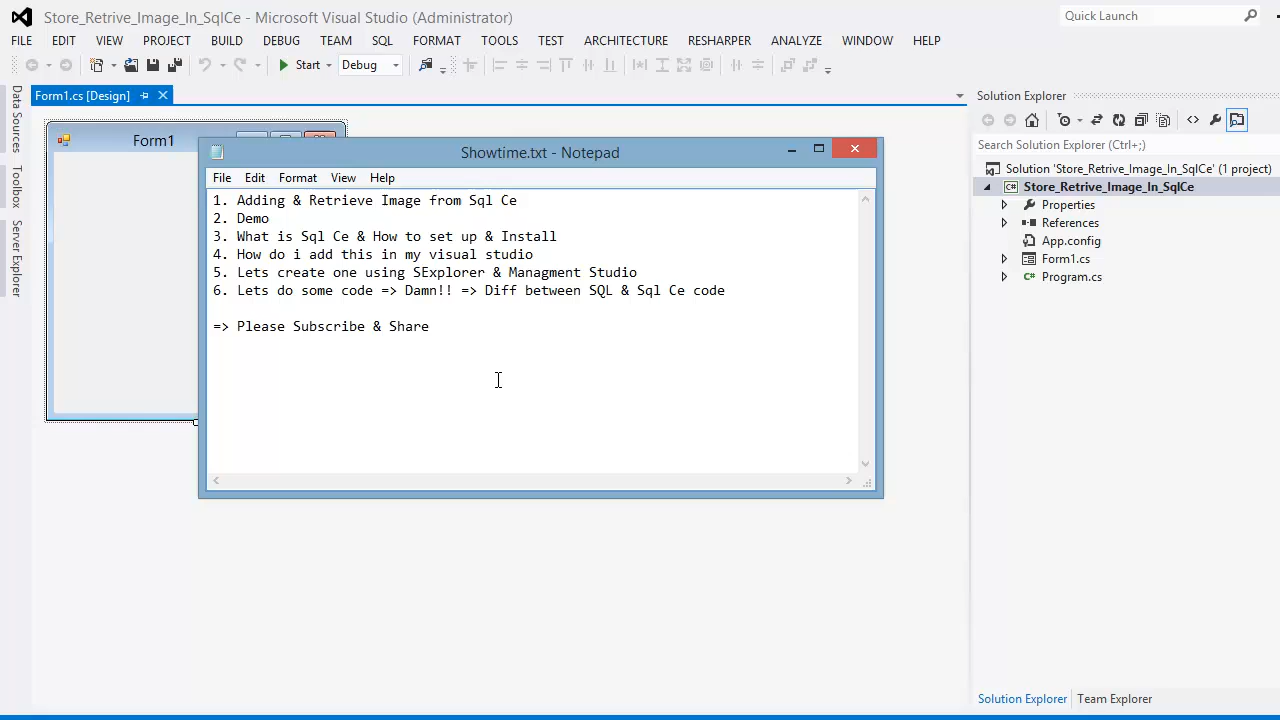 Store_Retrive_Image_In_SqlCe - Microsoft Visual Studio (Administrator)
Quick Launch
FILE EDIT VIEW PROJECT BUILD DEBUG TEAM SQL FORMAT TOOLS TEST ARCHITECTURE RESHARPER ANALYZE WINDOW HELP
Start Debug
Form1.cs [Design]
Data Sources
Toolbox
Server Explorer
Form1
Showtime.txt - Notepad
File Edit Format View Help
1. Adding & Retrieve Image from Sql Ce
2. Demo
3. What is Sql Ce & How to set up & Install
4. How do i add this in my visual studio
5. Lets create one using SExplorer & Managment Studio
6. Lets do some code => Damn!! => Diff between SQL & Sql Ce code
=> Please Subscribe & Share
Solution Explorer
Search Solution Explorer (Ctrl+;)
Solution 'Store_Retrive_Image_In_SqlCe' (1 project)
Store_Retrive_Image_In_SqlCe
Properties
References
App.config
Form1.cs
Program.cs
Solution Explorer Team Explorer